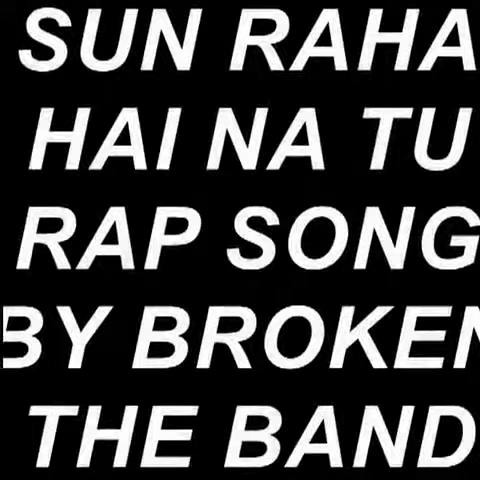 SUN RAHA
HAI NA TU
RAP SONG
BY BROKEN
THE BAND